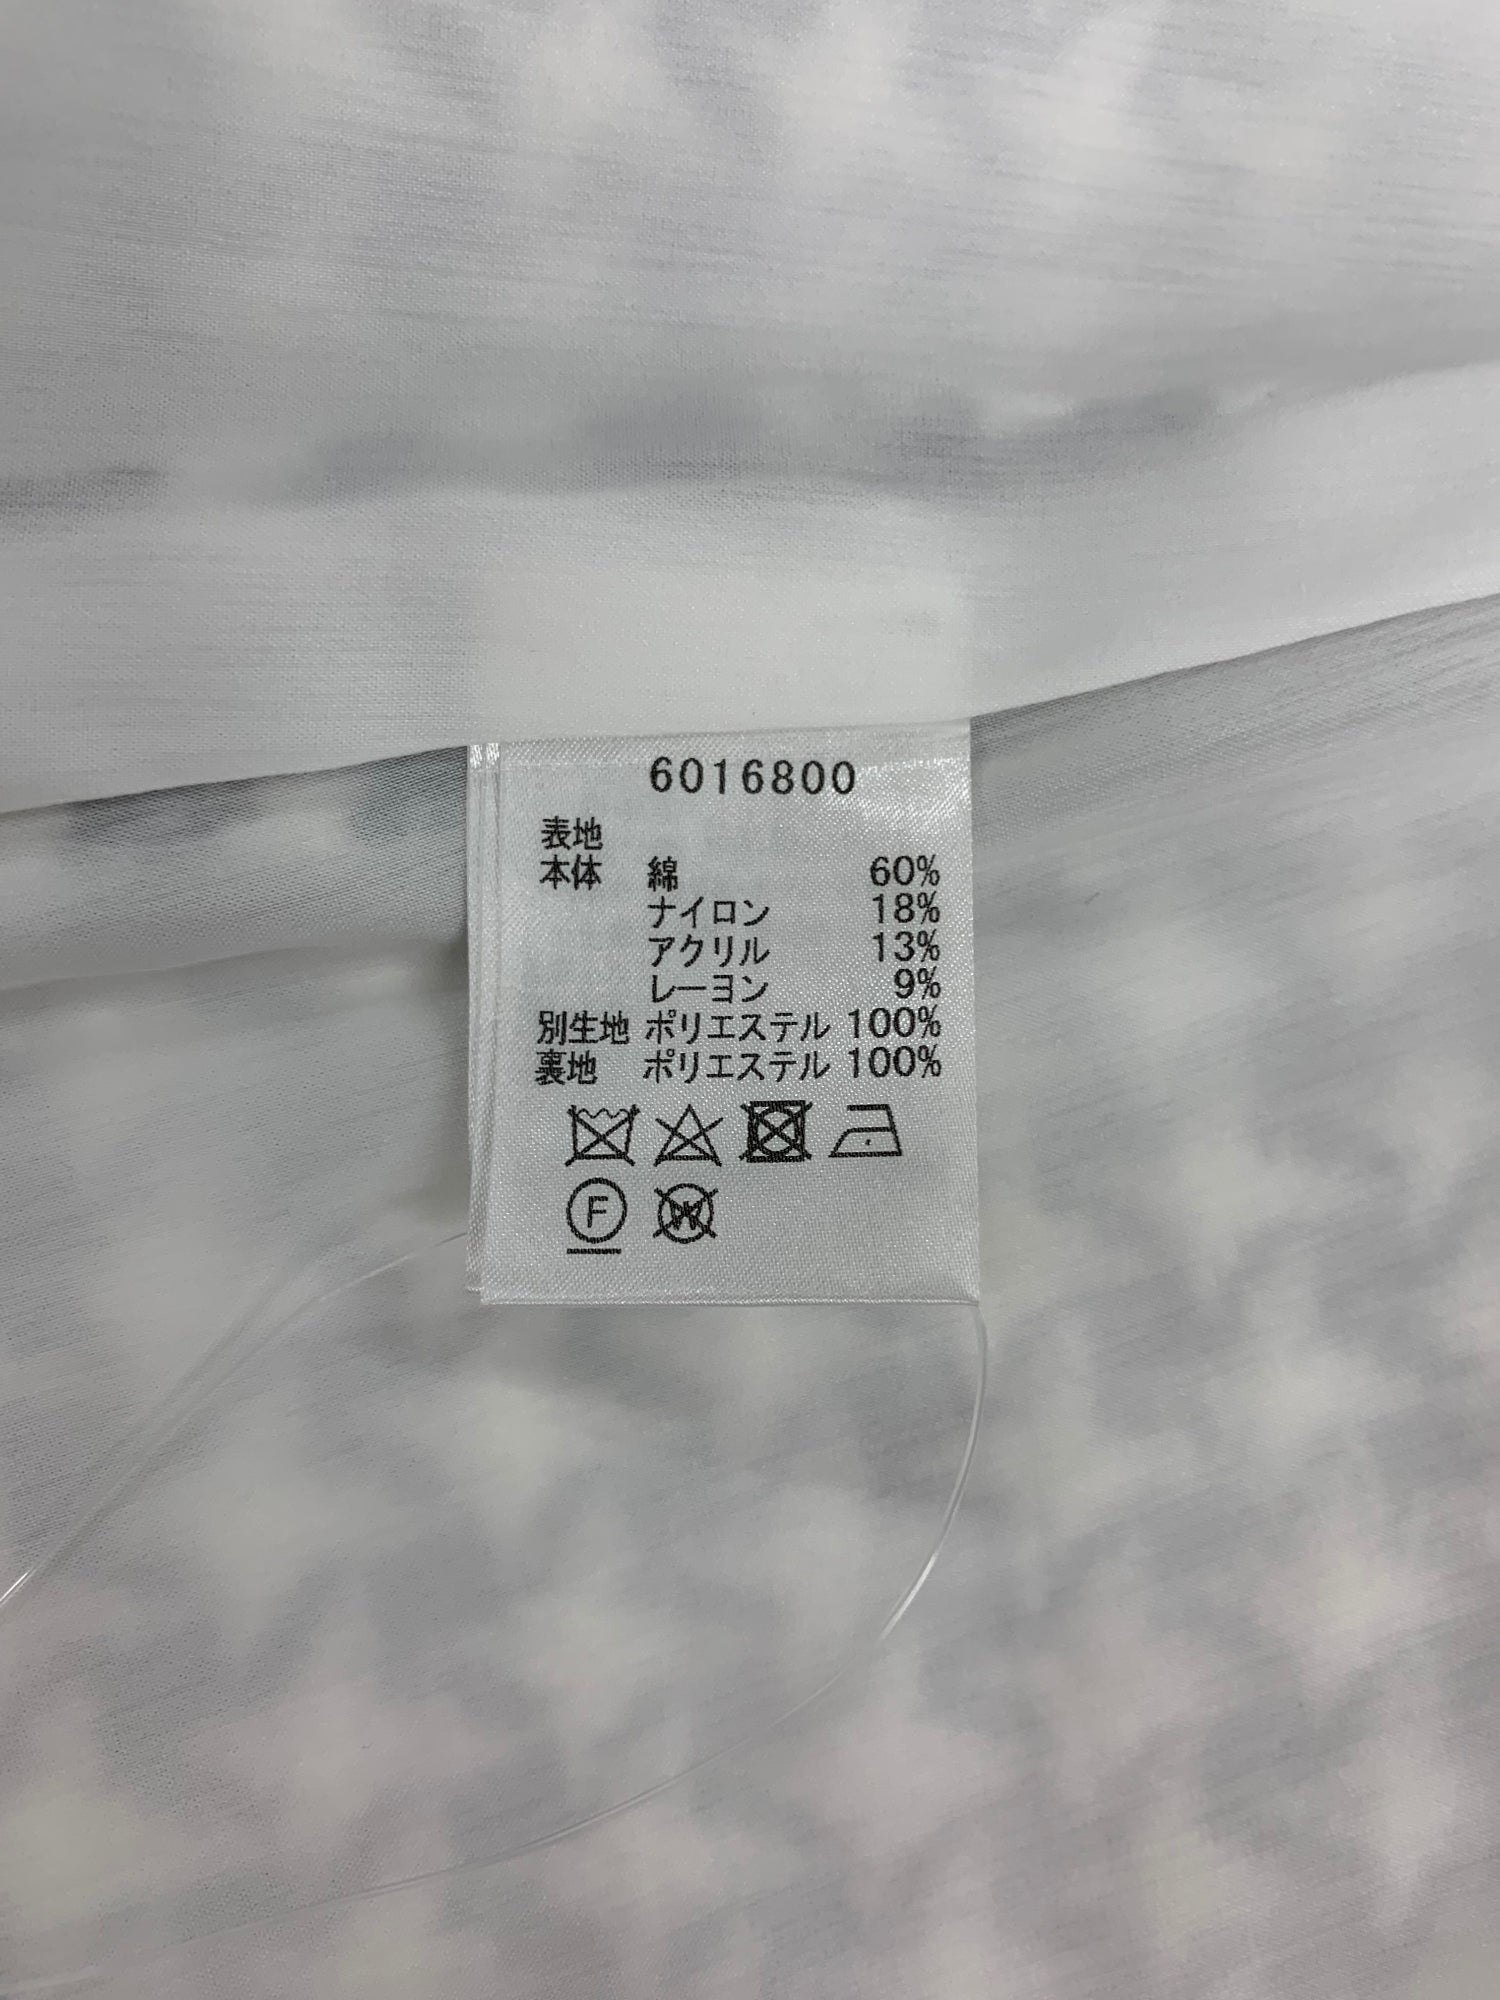 6016800
表地
本体 綿 60%
ナイロン 18%
アクリル 13%
レーヨン 9%
別生地 ポリエステル 100%
裏地 ポリエステル 100%
F W